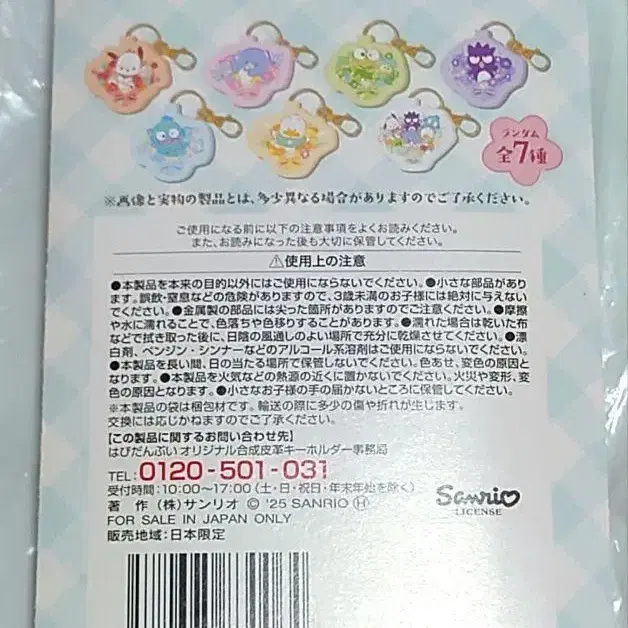 ランダム
全7種
※画像と実物の製品とは、多少異なる場合がありますのでご了承ください。
ご使用になる前に以下の注意事項をよくお読みください。
また、お読みになった後も大切に保管してください。
⚠使用上の注意
●本製品を本来の目的以外にはご使用にならないでください。●小さな部品があり
ます。誤飲・窒息などの危険がありますので、3歳未満のお子様には絶対に与えない
でください。●金属製の部品には尖った箇所がありますのでご注意ください。●摩擦
や水に濡れることで、色落ちや色移りすることがあります。●濡れた場合は乾いた布
などで拭き取った後に、日陰の風通しのよい場所で充分に乾燥させてください。●漂
白剤、ベンジン・シンナーなどのアルコール系溶剤はご使用にならないでください。
●本製品を長い間、日の当たる場所で保管しないでください。色あせ、変色の原因と
なります。●本製品を火気などの熱源の近くに置かないでください。火災や変形、変
色の原因となります。●小さなお子様の手の届かないところに保管してください。
※本製品の袋は梱包材です。輸送の際に多少の傷や折れが生じます。
交換には応じかねますのでご了承ください。
【この製品に関するお問い合わせ先】
はぴだんぶい オリジナル合成皮革キーホルダー事務局
TEL:0120-501-031
受付時間:10:00〜17:00(土・日・祝日・年末年始を除く)
著 作 (株)サンリオ © '25 SANRIO Ⓗ
FOR SALE IN JAPAN ONLY
販売地域:日本限定
Sanrio
LICENSE